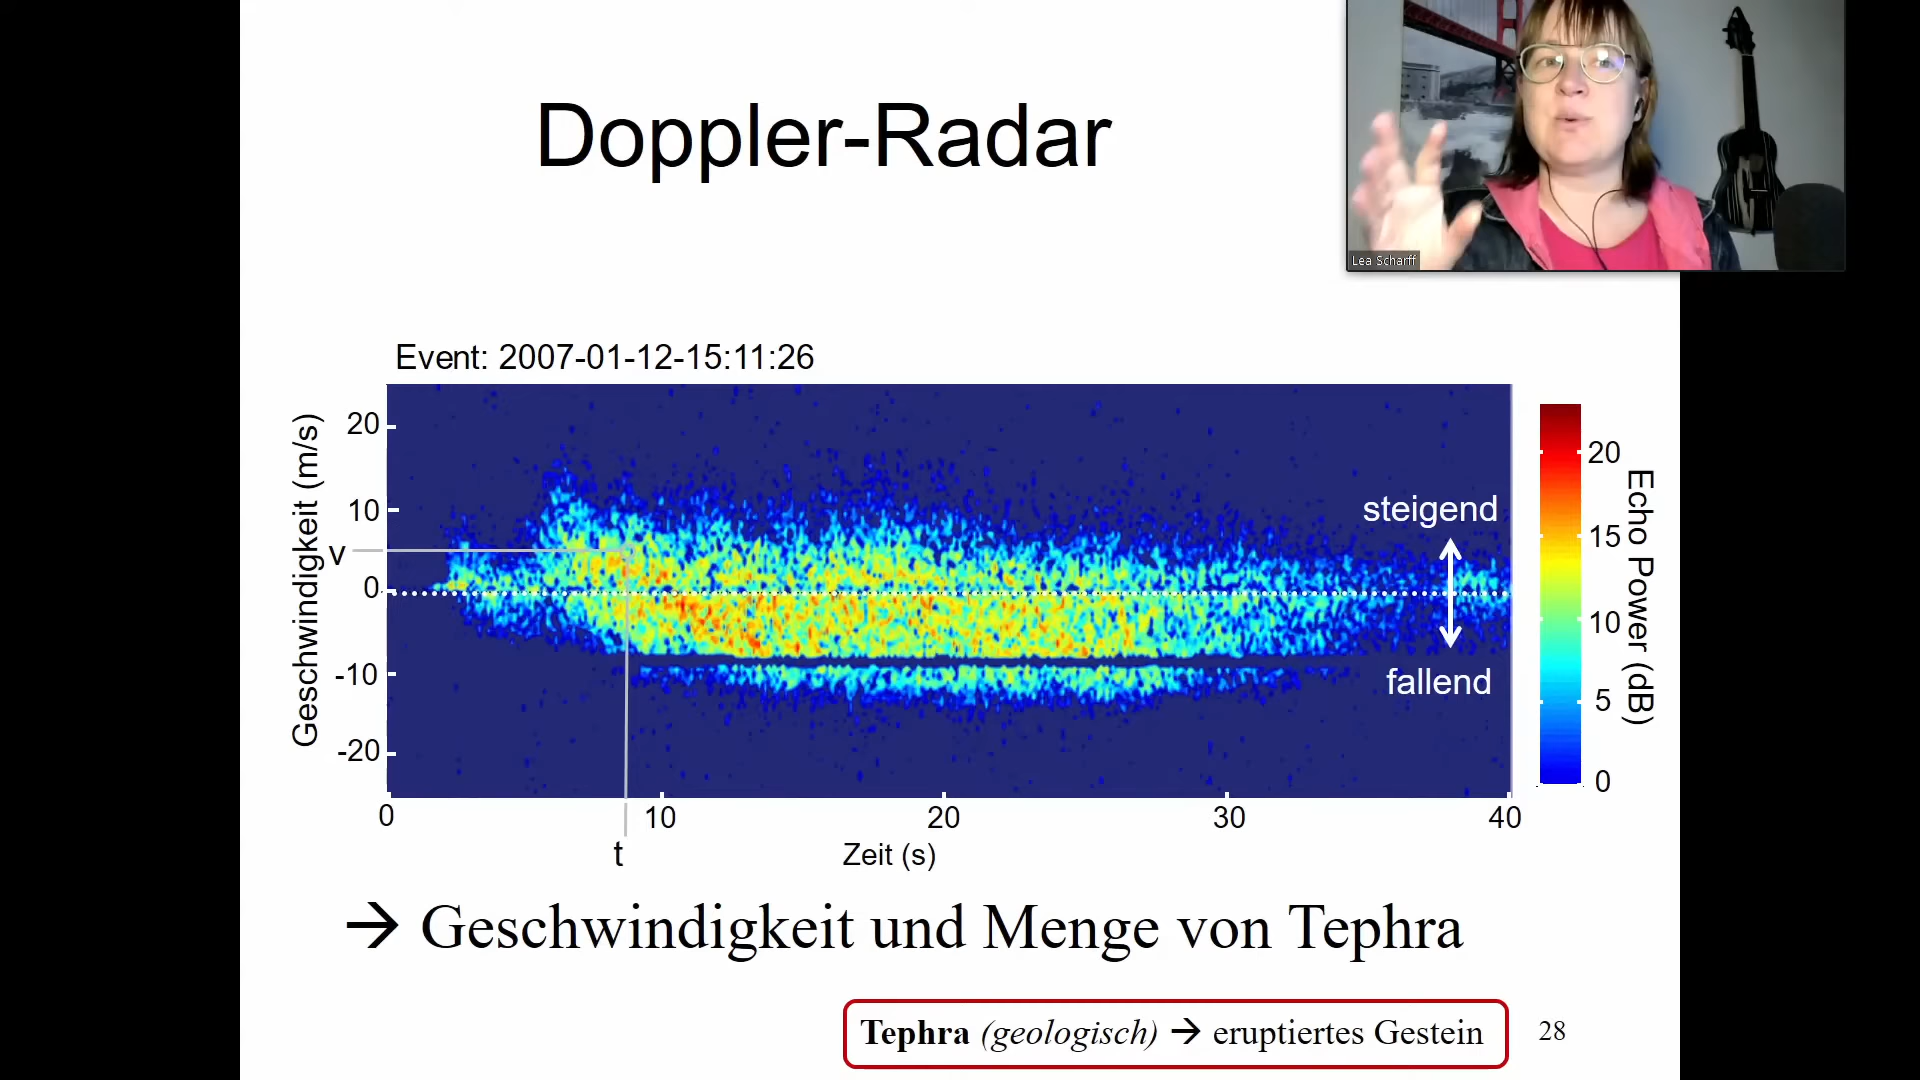 Doppler-Radar
Lea Scharff
Event: 2007-01-12-15:11:26
Geschwindigkeit (m/s)
20
10
v
0
-10
-20
steigend
fallend
20
15
10
5
0
Echo Power (dB)
0
10
20
30
40
t
Zeit (s)
→ Geschwindigkeit und Menge von Tephra
Tephra (geologisch) → eruptiertes Gestein
28